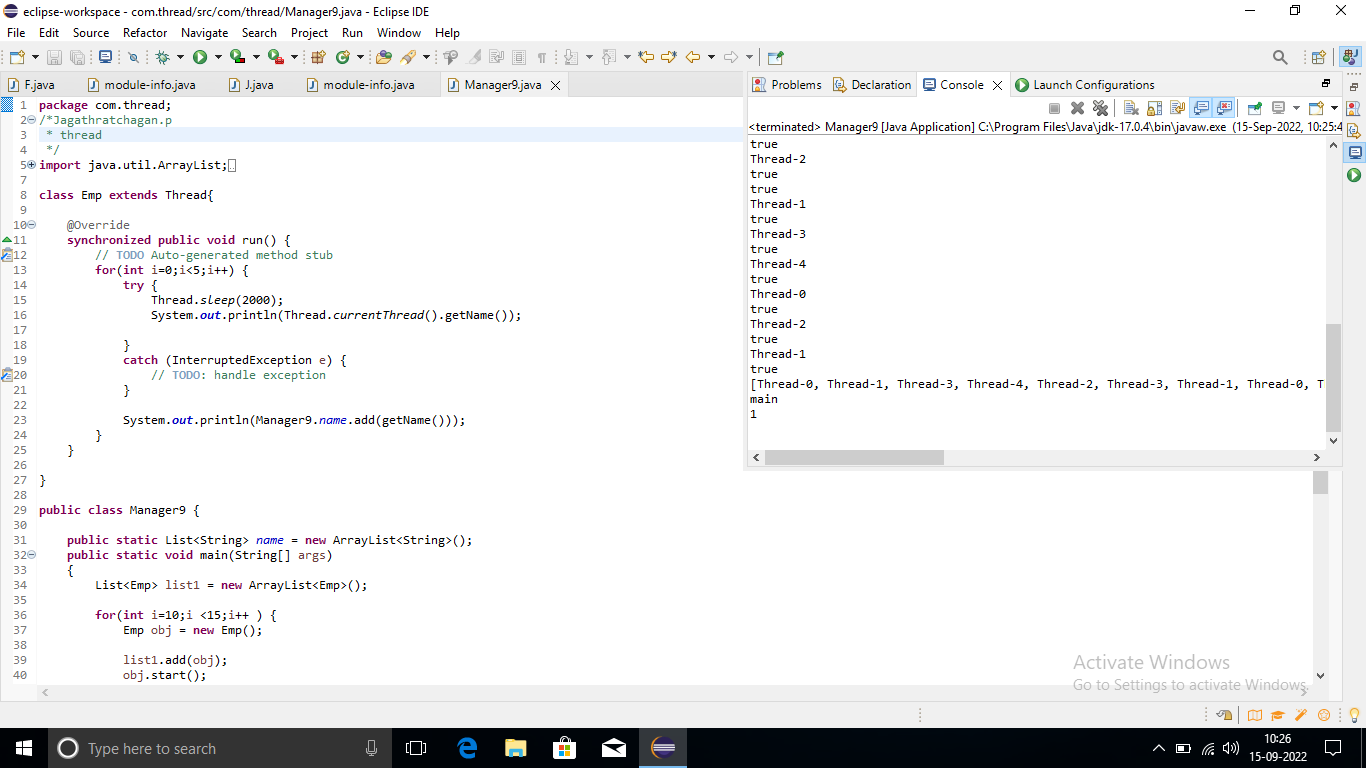 eclipse-workspace - com.thread/src/com/thread/Manager9.java - Eclipse IDE
File Edit Source Refactor Navigate Search Project Run Window Help
F.java module-info.java J.java module-info.java Manager9.java
1 package com.thread;
2 /*Jagathratchagan.p
3 * thread
4 */
5 import java.util.ArrayList;
7
8 class Emp extends Thread{
9
10 @Override
11 synchronized public void run() {
12 // TODO Auto-generated method stub
13 for(int i=0;i<5;i++) {
14 try {
15 Thread.sleep(2000);
16 System.out.println(Thread.currentThread().getName());
17
18 }
19 catch (InterruptedException e) {
20 // TODO: handle exception
21 }
22
23 System.out.println(Manager9.name.add(getName()));
24 }
25 }
26
27 }
28
29 public class Manager9 {
30
31 public static List<String> name = new ArrayList<String>();
32 public static void main(String[] args)
33 {
34 List<Emp> list1 = new ArrayList<Emp>();
35
36 for(int i=10;i <15;i++ ) {
37 Emp obj = new Emp();
38
39 list1.add(obj);
40 obj.start();
Problems Declaration Console Launch Configurations
<terminated> Manager9 [Java Application] C:\Program Files\Java\jdk-17.0.4\bin\javaw.exe (15-Sep-2022, 10:25:4
true
Thread-2
true
true
Thread-1
true
Thread-3
true
Thread-4
true
Thread-0
true
Thread-2
true
Thread-1
true
[Thread-0, Thread-1, Thread-3, Thread-4, Thread-2, Thread-3, Thread-1, Thread-0, T
main
1
Activate Windows
Go to Settings to activate Windows.
Type here to search
10:26
15-09-2022